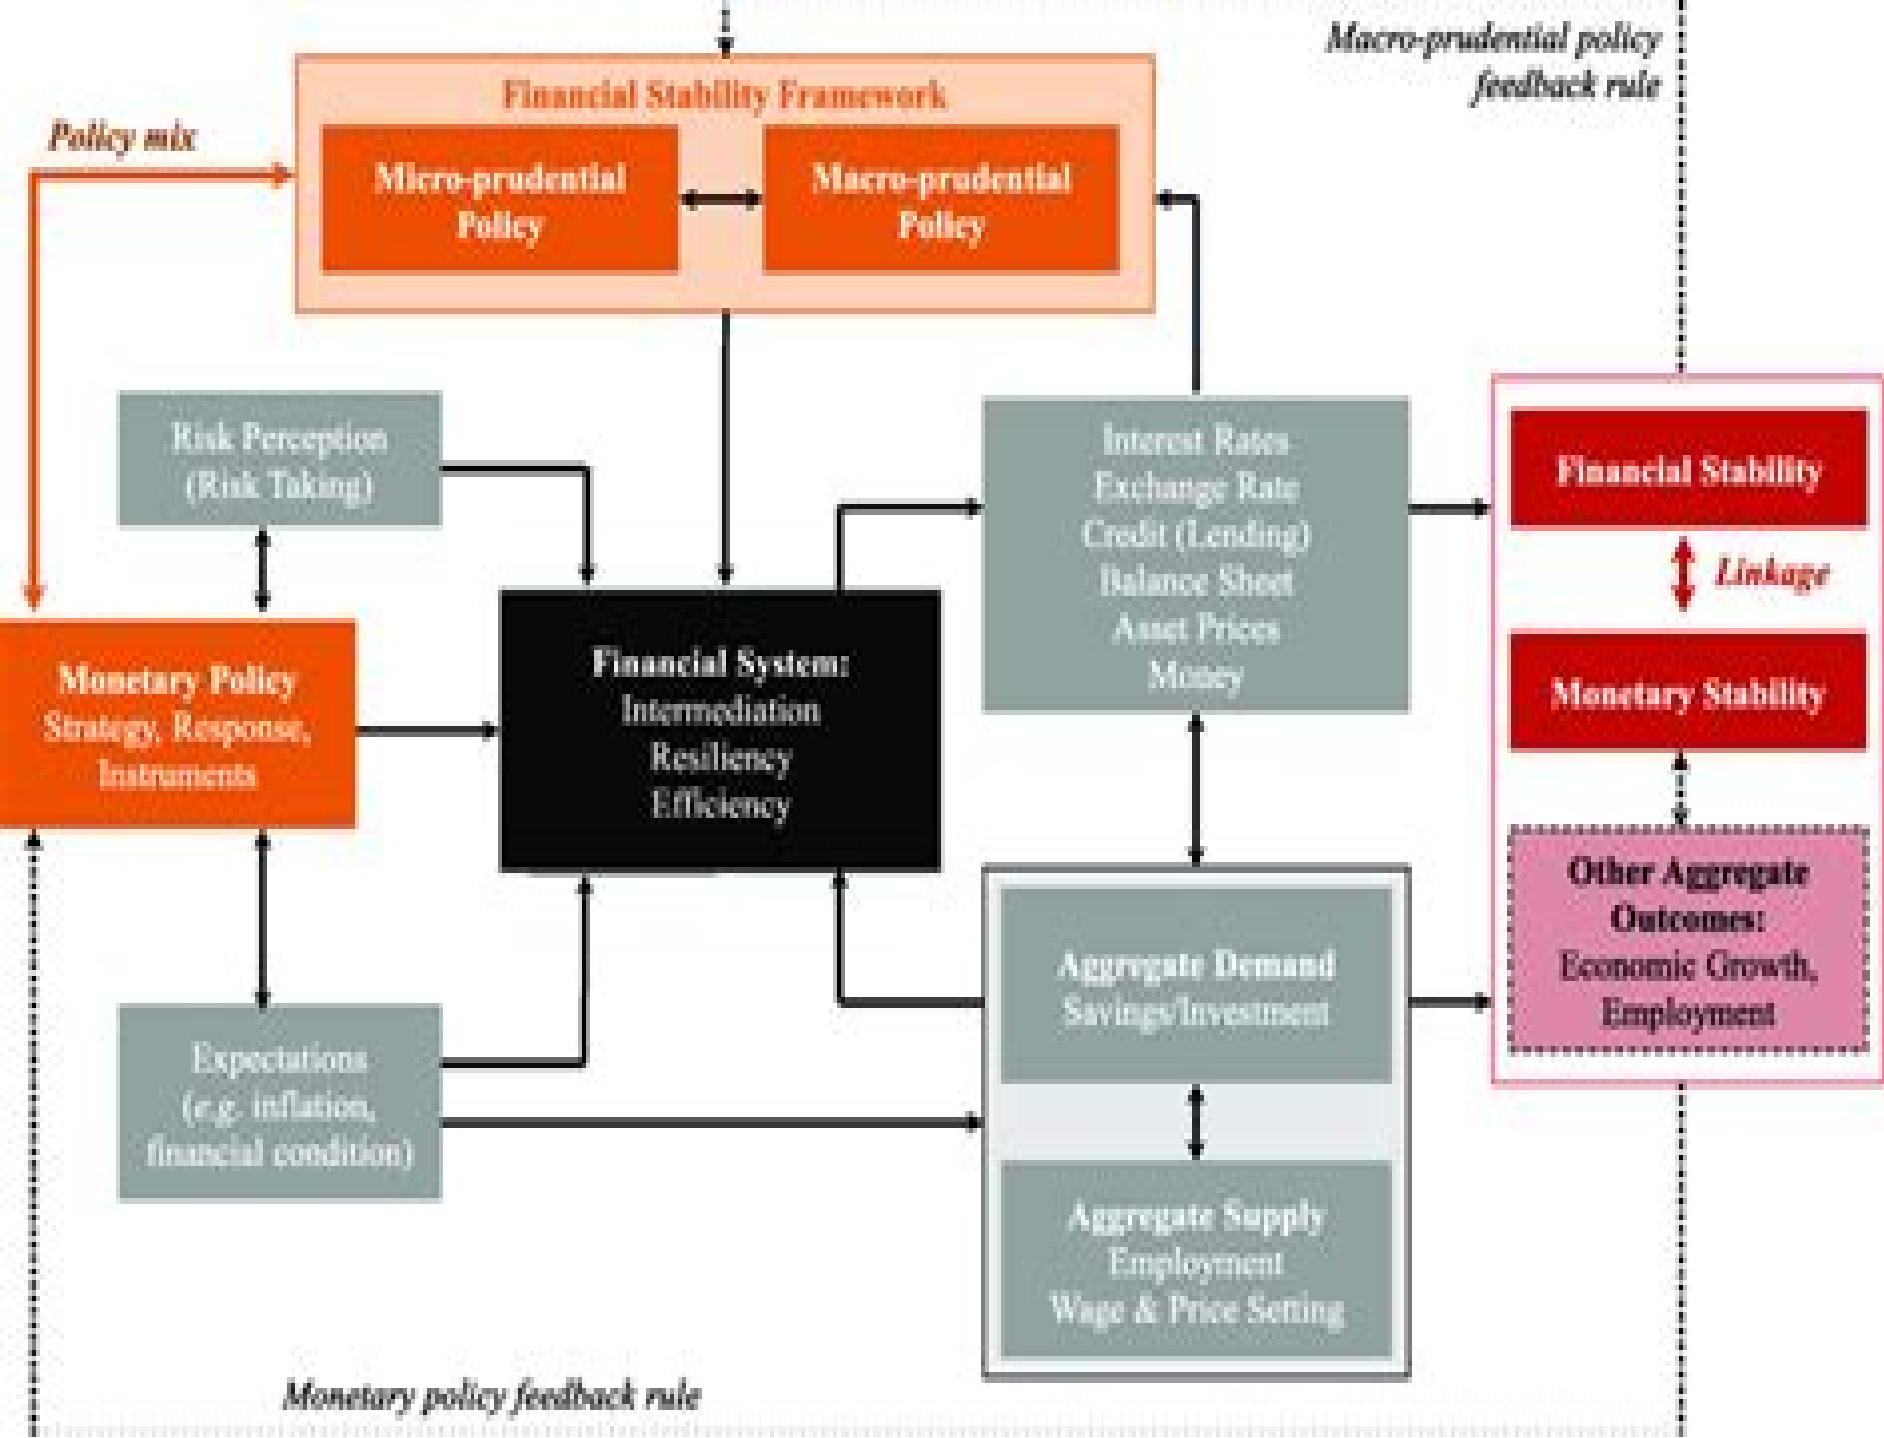 Macro-prudential policy
feedback rule
Financial Stability Framework
Policy mix
Micro-prudential
Policy
Macro-prudential
Policy
Risk Perception
(Risk Taking)
Interest Rates
Exchange Rate
Credit (Lending)
Balance Sheet
Asset Prices
Money
Financial Stability
Linkage
Monetary Stability
Monetary Policy
Strategy, Response,
Instruments
Financial System:
Intermediation
Resiliency
Efficiency
Other Aggregate
Outcomes:
Economic Growth,
Employment
Aggregate Demand
Savings/Investment
Expectations
(e.g. inflation,
financial condition)
Aggregate Supply
Employment
Wage & Price Setting
Monetary policy feedback rule